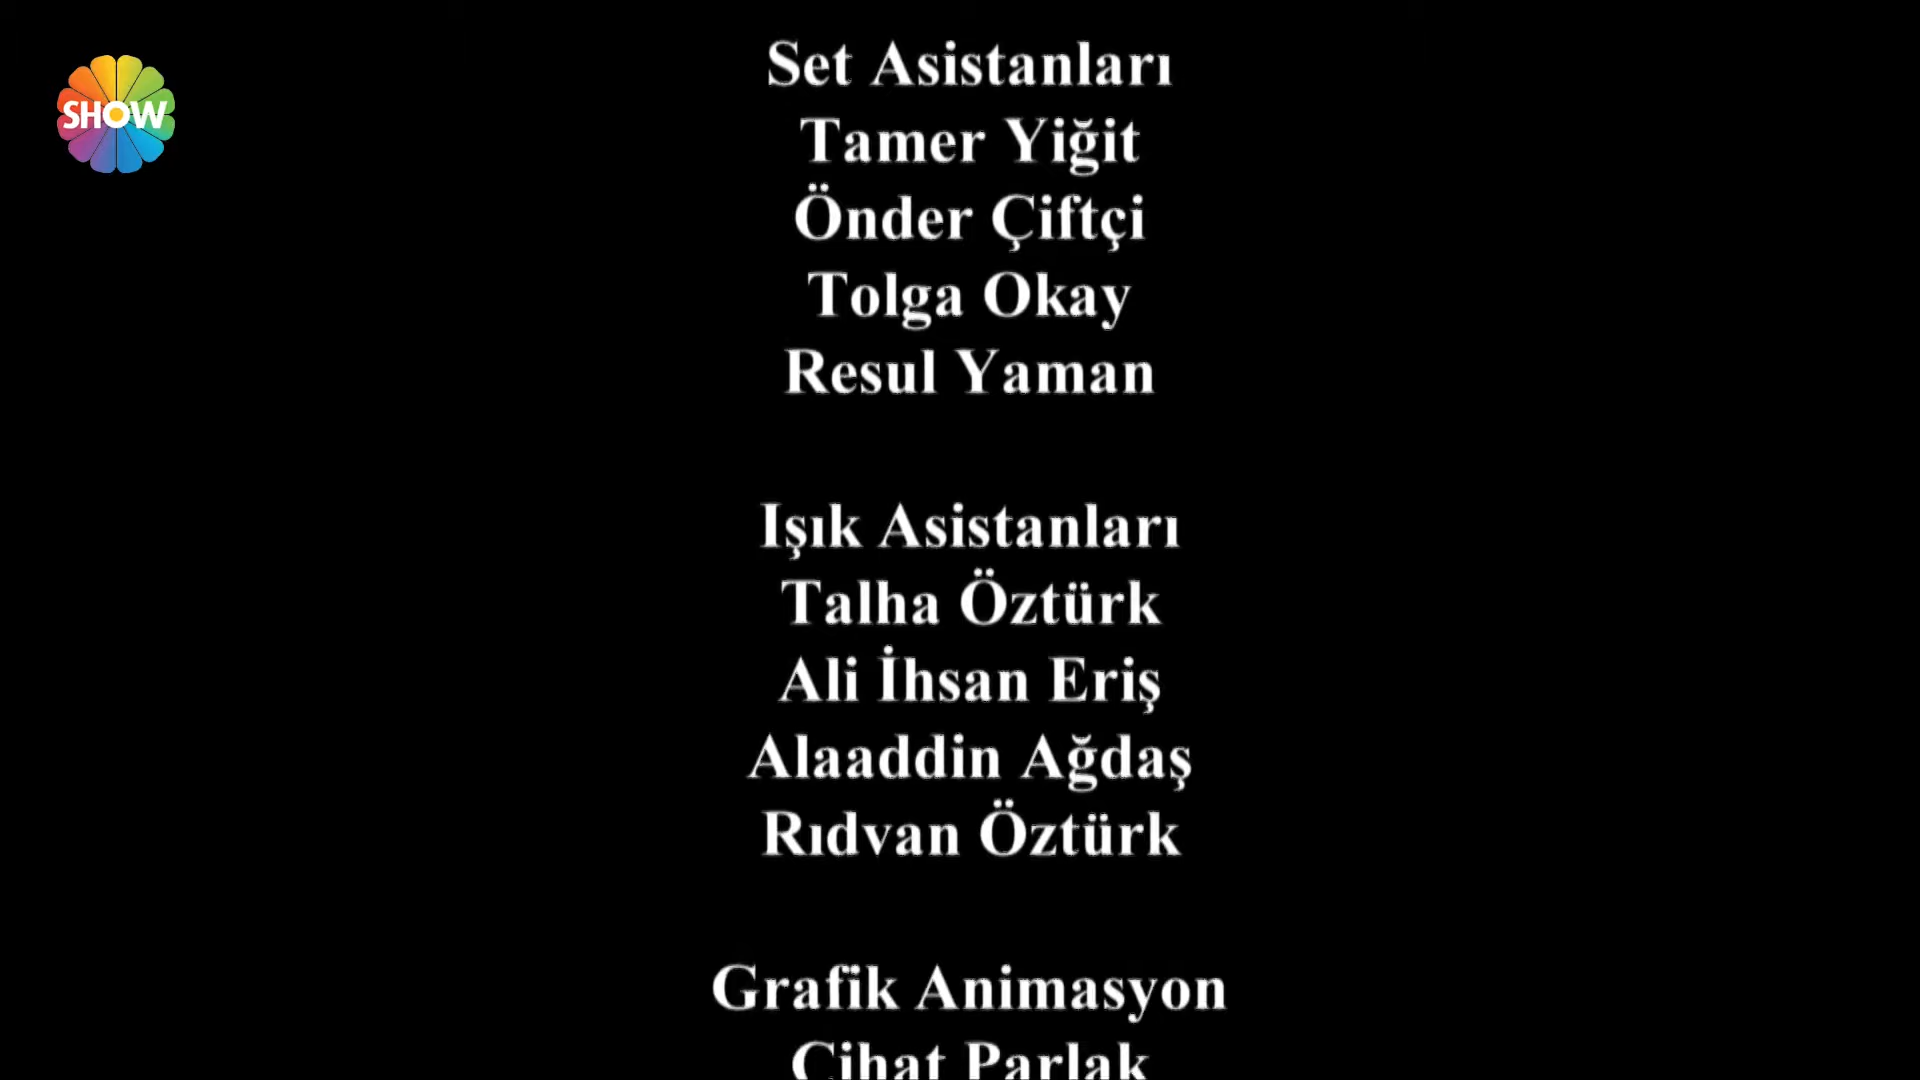 SHOW
Set Asistanları
Tamer Yiğit
Önder Çiftçi
Tolga Okay
Resul Yaman
Işık Asistanları
Talha Öztürk
Ali İhsan Eriş
Alaaddin Ağdaş
Rıdvan Öztürk
Grafik Animasyon
Cihat Parlak